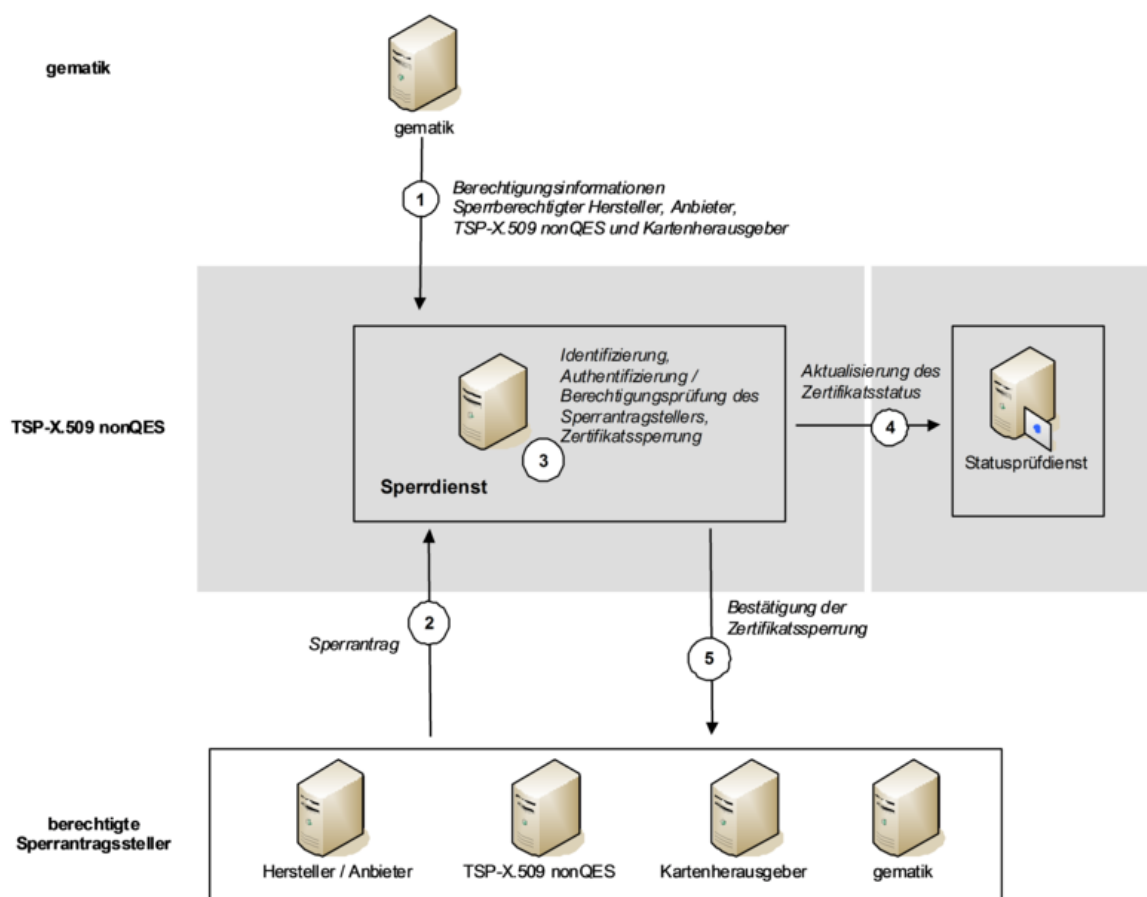 gematik
gematik
1
Berechtigungsinformationen
Sperrberechtigter Hersteller, Anbieter,
TSP-X.509 nonQES und Kartenherausgeber
TSP-X.509 nonQES
Identifizierung,
Authentifizierung /
Berechtigungsprüfung des
Sperrantragstellers,
Zertifikatssperrung
3
Sperrdienst
Aktualisierung des
Zertifikatsstatus
4
Statusprüfdienst
2
Sperrantrag
Bestätigung der
Zertifikatssperrung
5
berechtigte
Sperrantragssteller
Hersteller / Anbieter
TSP-X.509 nonQES
Kartenherausgeber
gematik